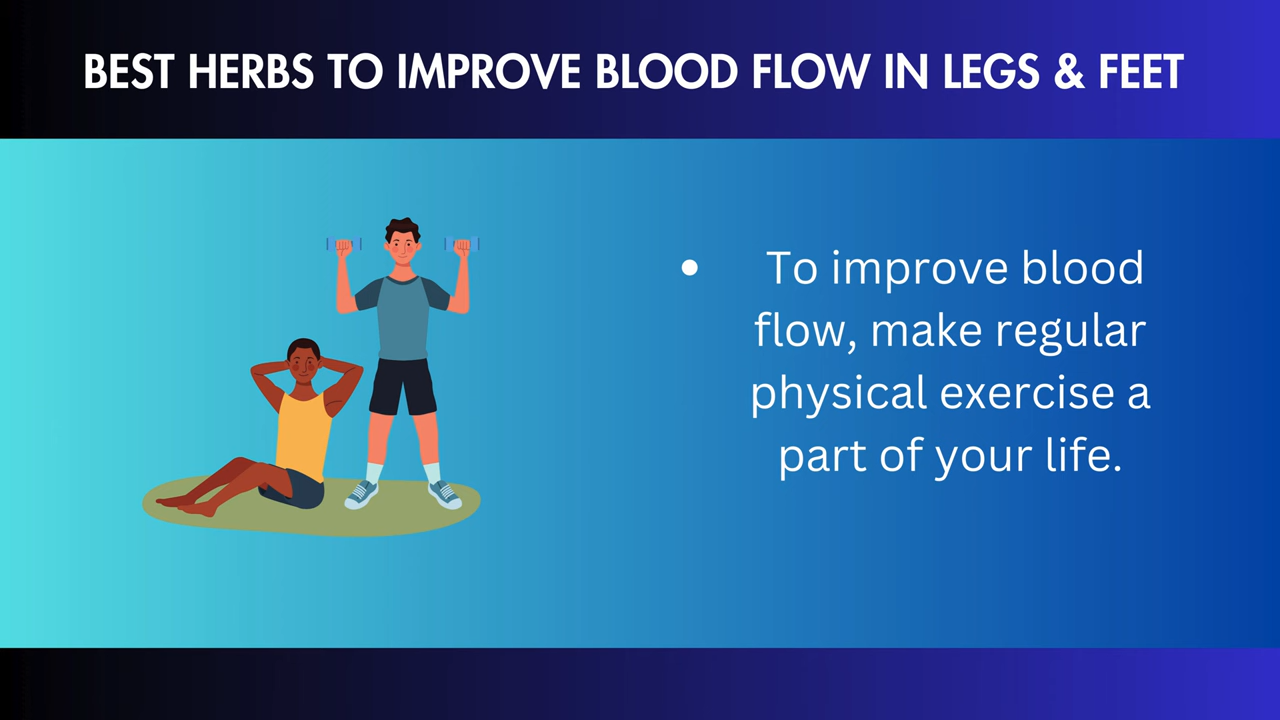 BEST HERBS TO IMPROVE BLOOD FLOW IN LEGS & FEET
• To improve blood
flow, make regular
physical exercise a
part of your life.